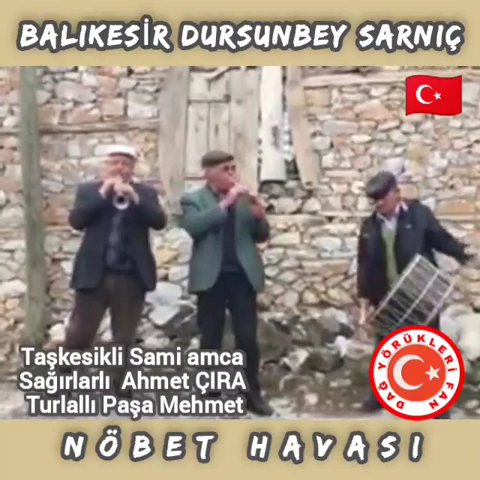 BALIKESİR DURSUNBEY SARNIÇ
Taşkesikli Sami amca
Sağırlarlı Ahmet ÇIRA
Turlallı Paşa Mehmet
DAĞ YÖRÜKLERİ FAN
NÖBET HAVASI